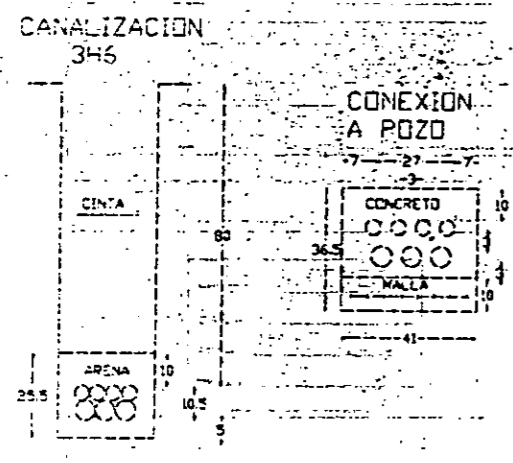 CANALIZACION
3H6
CONEXION
A POZO
7 27 7
3
CINTA
CONCRETO
10
80
36.5
3
3
MALLA
10
41
ARENA
10
25.5
10.5
5